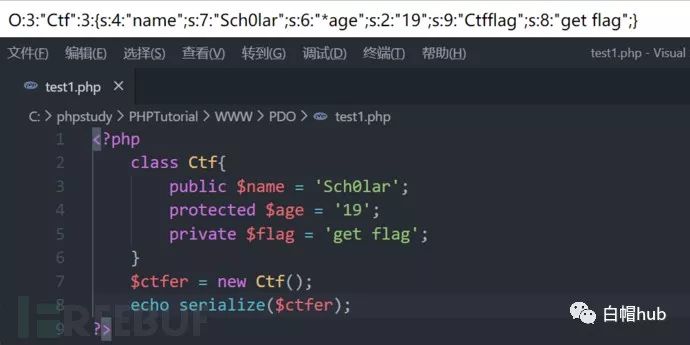 O:3:"Ctf":3:{s:4:"name";s:7:"Sch0lar";s:6:"*age";s:2:"19";s:9:"Ctfflag";s:8:"get flag";}
文件(F) 编辑(E) 选择(S) 查看(V) 转到(G) 调试(D) 终端(T) 帮助(H) test1.php - Visual
test1.php ×
C: > phpstudy > PHPTutorial > WWW > PDO > test1.php
1 <?php
2 class Ctf{
3 public $name = 'Sch0lar';
4 protected $age = '19';
5 private $flag = 'get flag';
6 }
7 $ctfer = new Ctf();
8 echo serialize($ctfer);
9 ?>
FREEBUF
白帽hub